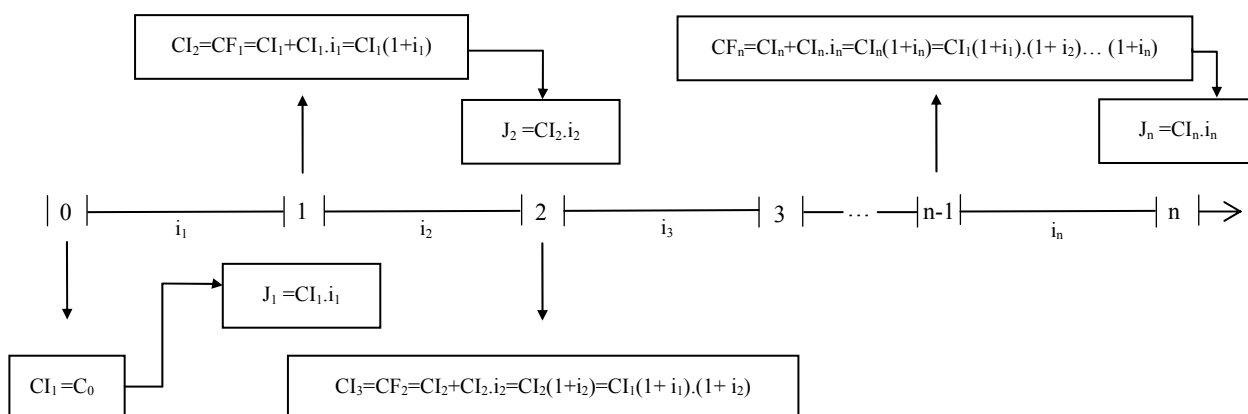 CI₂=CF₁=CI₁+CI₁.i₁=CI₁(1+i₁)
CFₙ=CIₙ+CIₙ.iₙ=CIₙ(1+iₙ)=CI₁(1+i₁).(1+ i₂)… (1+iₙ)
J₂ =CI₂.i₂
Jₙ =CIₙ.iₙ
0 1 2 3 … n-1 n
i₁ i₂ i₃ iₙ
J₁ =CI₁.i₁
CI₁ =C₀
CI₃=CF₂=CI₂+CI₂.i₂=CI₂(1+i₂)=CI₁(1+ i₁).(1+ i₂)